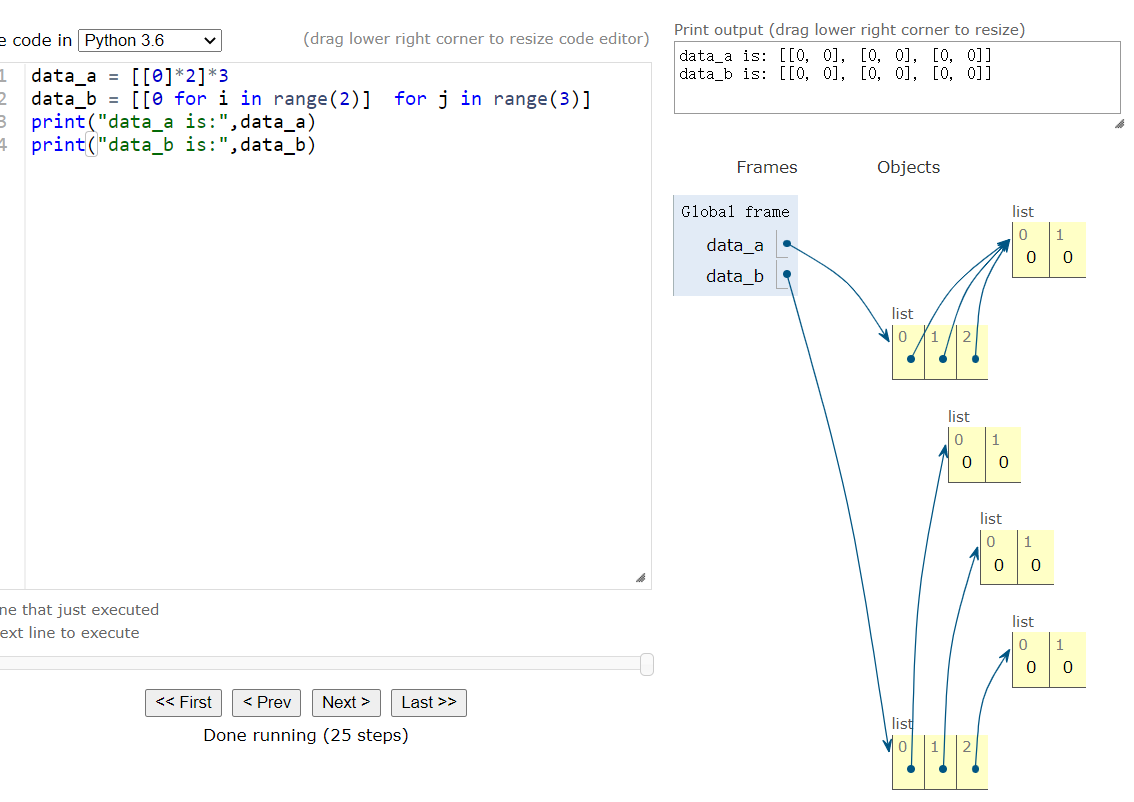 e code in Python 3.6
(drag lower right corner to resize code editor)
1 data_a = [[0]*2]*3
2 data_b = [[0 for i in range(2)]  for j in range(3)]
3 print("data_a is:",data_a)
4 print("data_b is:",data_b)
ne that just executed
ext line to execute
<< First < Prev Next > Last >>
Done running (25 steps)
Print output (drag lower right corner to resize)
data_a is: [[0, 0], [0, 0], [0, 0]]
data_b is: [[0, 0], [0, 0], [0, 0]]
Frames Objects
Global frame
data_a
data_b
list
0 1
0 0
list
0 1 2
list
0 1
0 0
list
0 1
0 0
list
0 1
0 0
list
0 1 2